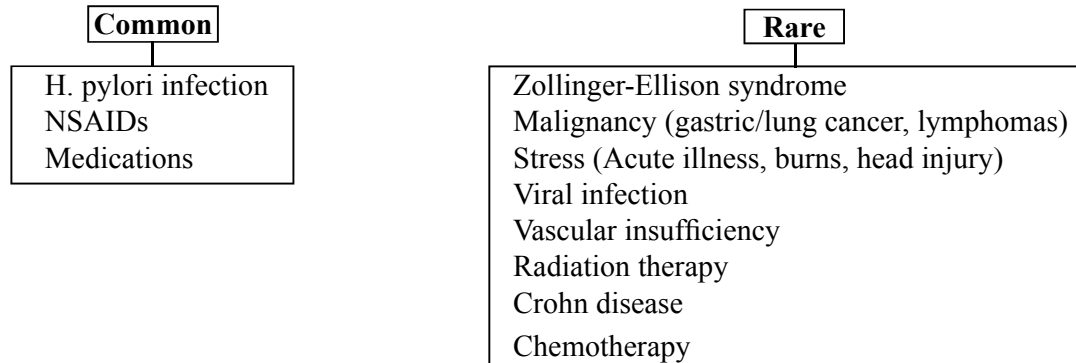 Common
H. pylori infection
NSAIDs
Medications
Rare
Zollinger-Ellison syndrome
Malignancy (gastric/lung cancer, lymphomas)
Stress (Acute illness, burns, head injury)
Viral infection
Vascular insufficiency
Radiation therapy
Crohn disease
Chemotherapy